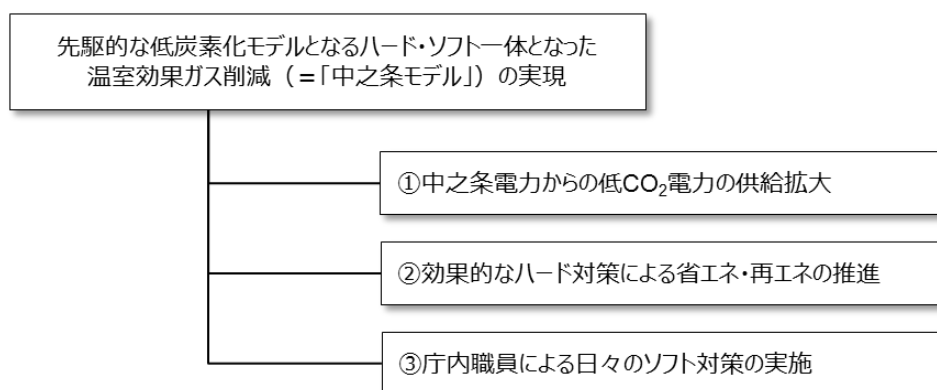 先駆的な低炭素化モデルとなるハード・ソフト一体となった
温室効果ガス削減（＝「中之条モデル」）の実現
①中之条電力からの低CO₂電力の供給拡大
②効果的なハード対策による省エネ・再エネの推進
③庁内職員による日々のソフト対策の実施